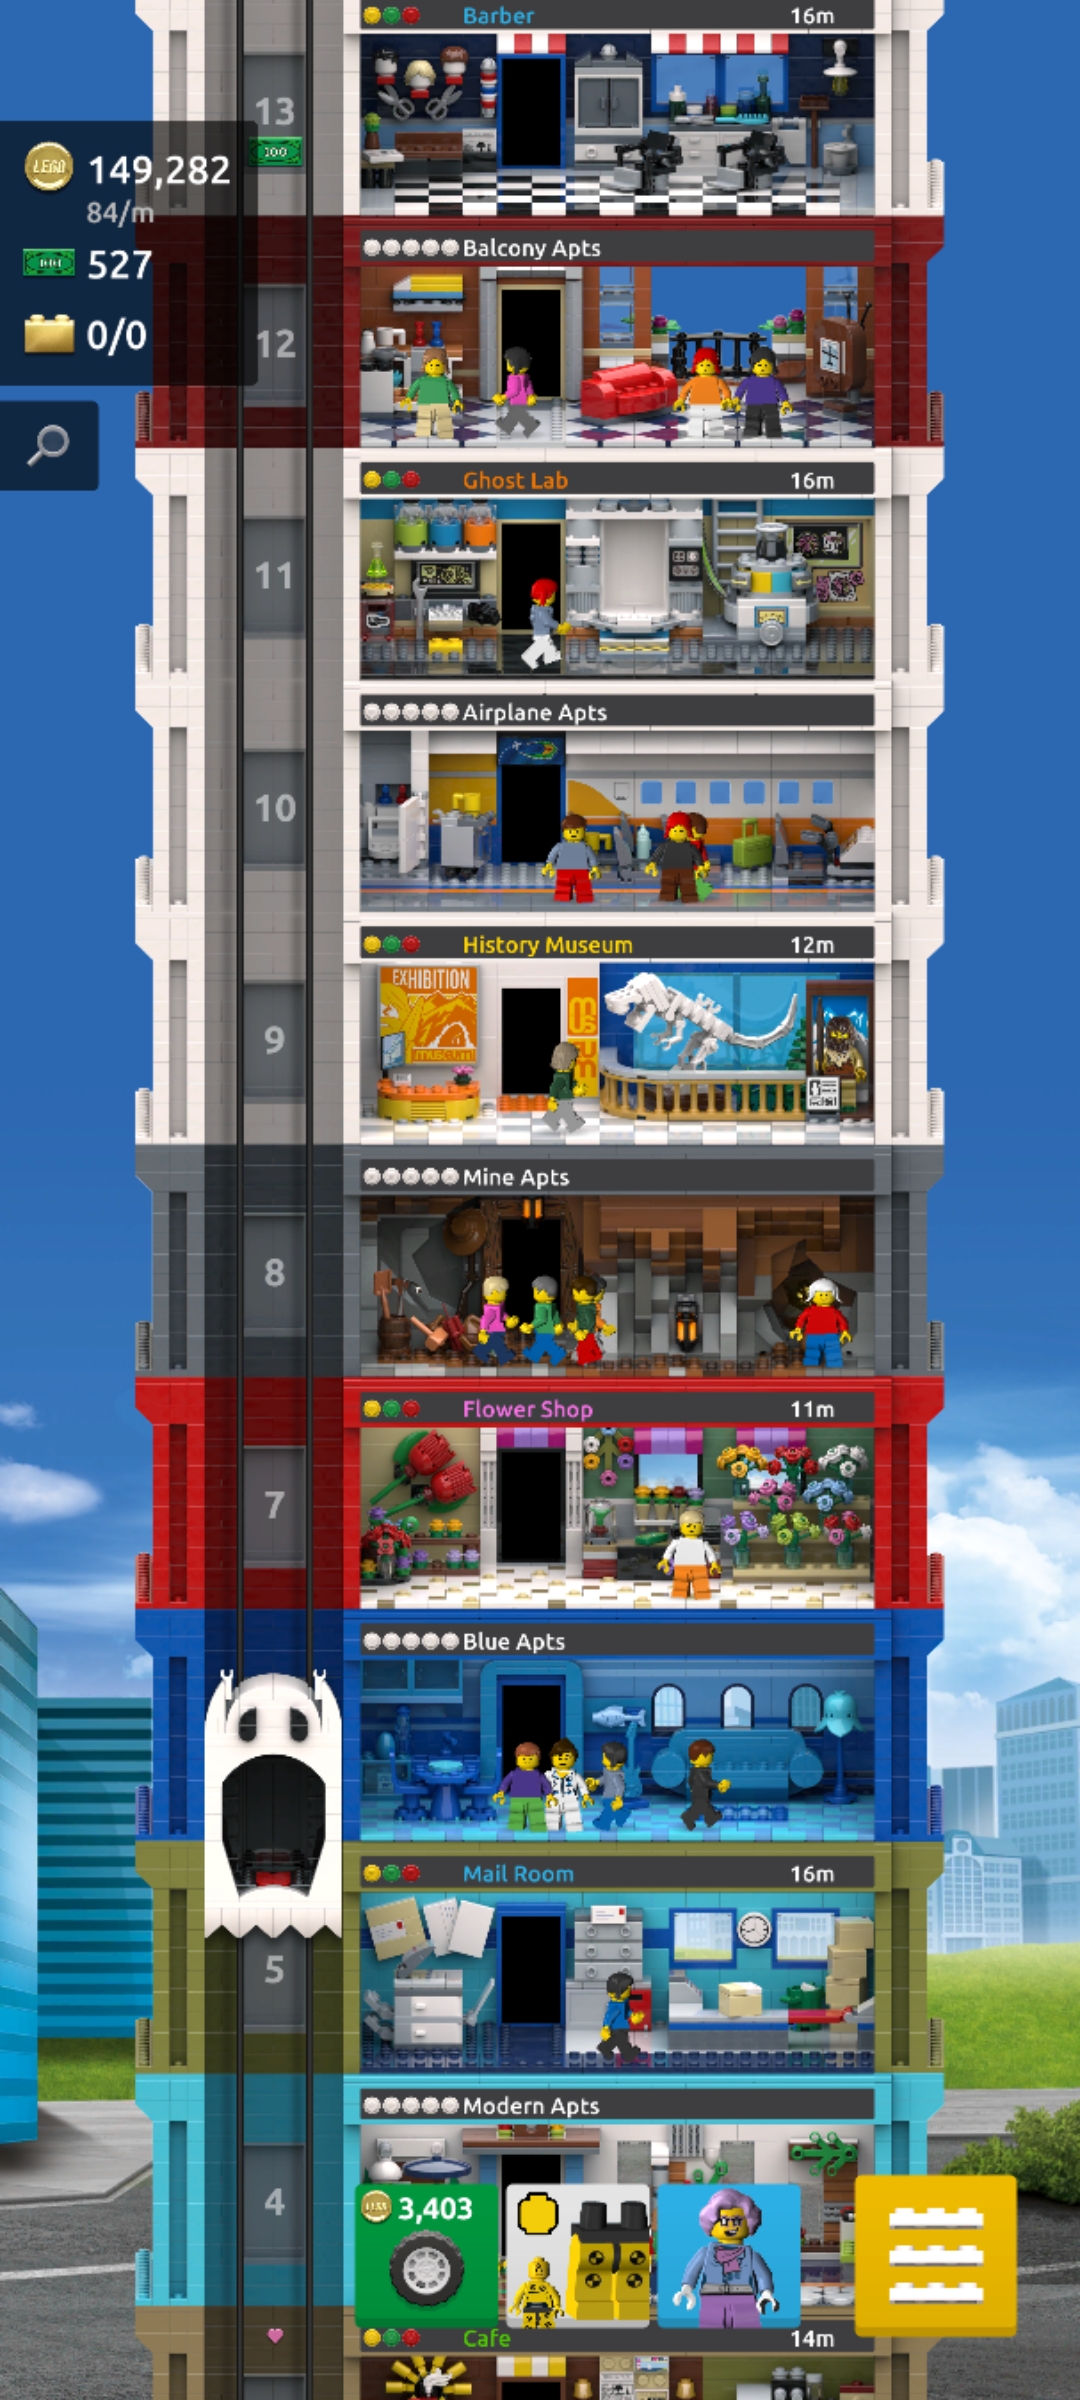 Barber 16m
13
LEGO 149,282
84/m
100
527
0/0
Balcony Apts
12
Ghost Lab 16m
11
Airplane Apts
10
History Museum 12m
EXHIBITION
museum
9
Mine Apts
8
Flower Shop 11m
7
Blue Apts
Mail Room 16m
5
Modern Apts
4
3,403
Cafe 14m